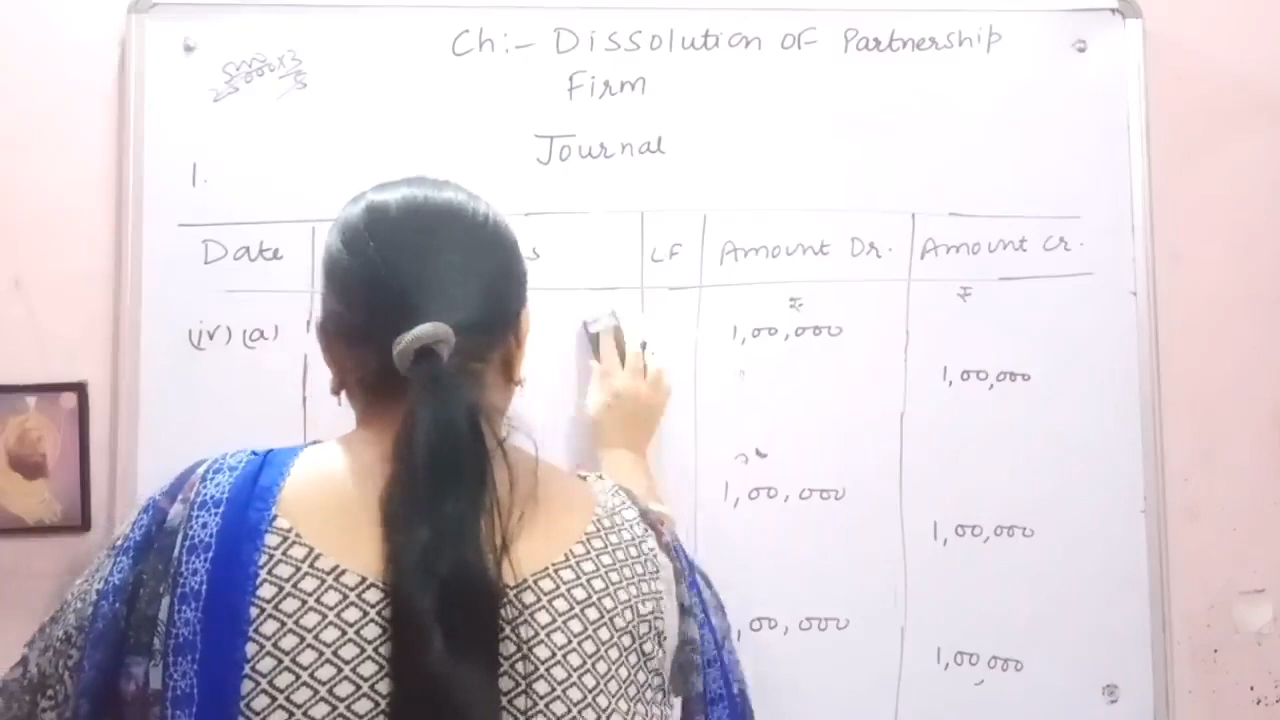 Ch:- Dissolution of Partnership
Firm
Journal
1.
Date LF Amount Dr. Amount Cr.
₹ ₹
(iv) (a) 1,00,000
1,00,000
1,00,000
1,00,000
,00,000
1,00,000